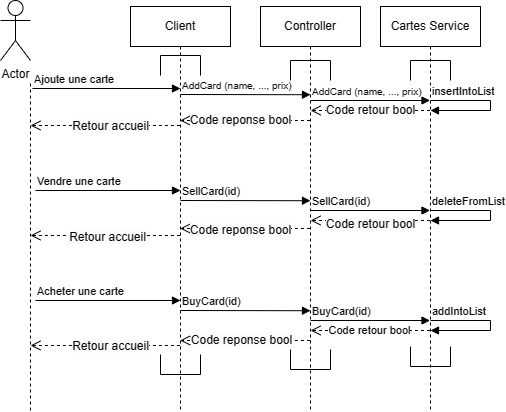 Client
Controller
Cartes Service
Actor
Ajoute une carte
AddCard (name, ..., prix)
AddCard (name, ..., prix)
insertIntoList
Code retour bool
Code reponse bool
Retour accueil
Vendre une carte
SellCard(id)
SellCard(id)
deleteFromList
Code retour bool
Code reponse bool
Retour accueil
Acheter une carte
BuyCard(id)
BuyCard(id)
addIntoList
Code retour bool
Code reponse bool
Retour accueil